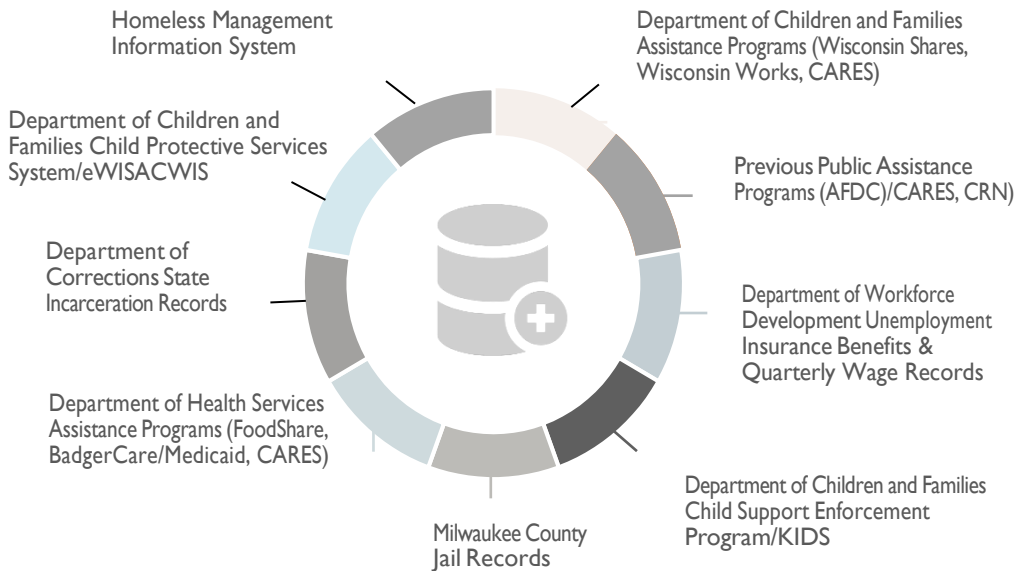 Homeless Management
Information System
Department of Children and Families
Assistance Programs (Wisconsin Shares,
Wisconsin Works, CARES)
Department of Children and
Families Child Protective Services
System/eWISACWIS
Previous Public Assistance
Programs (AFDC)/CARES, CRN)
Department of
Corrections State
Incarceration Records
Department of Workforce
Development Unemployment
Insurance Benefits &
Quarterly Wage Records
Department of Health Services
Assistance Programs (FoodShare,
BadgerCare/Medicaid, CARES)
Department of Children and Families
Child Support Enforcement
Program/KIDS
Milwaukee County
Jail Records